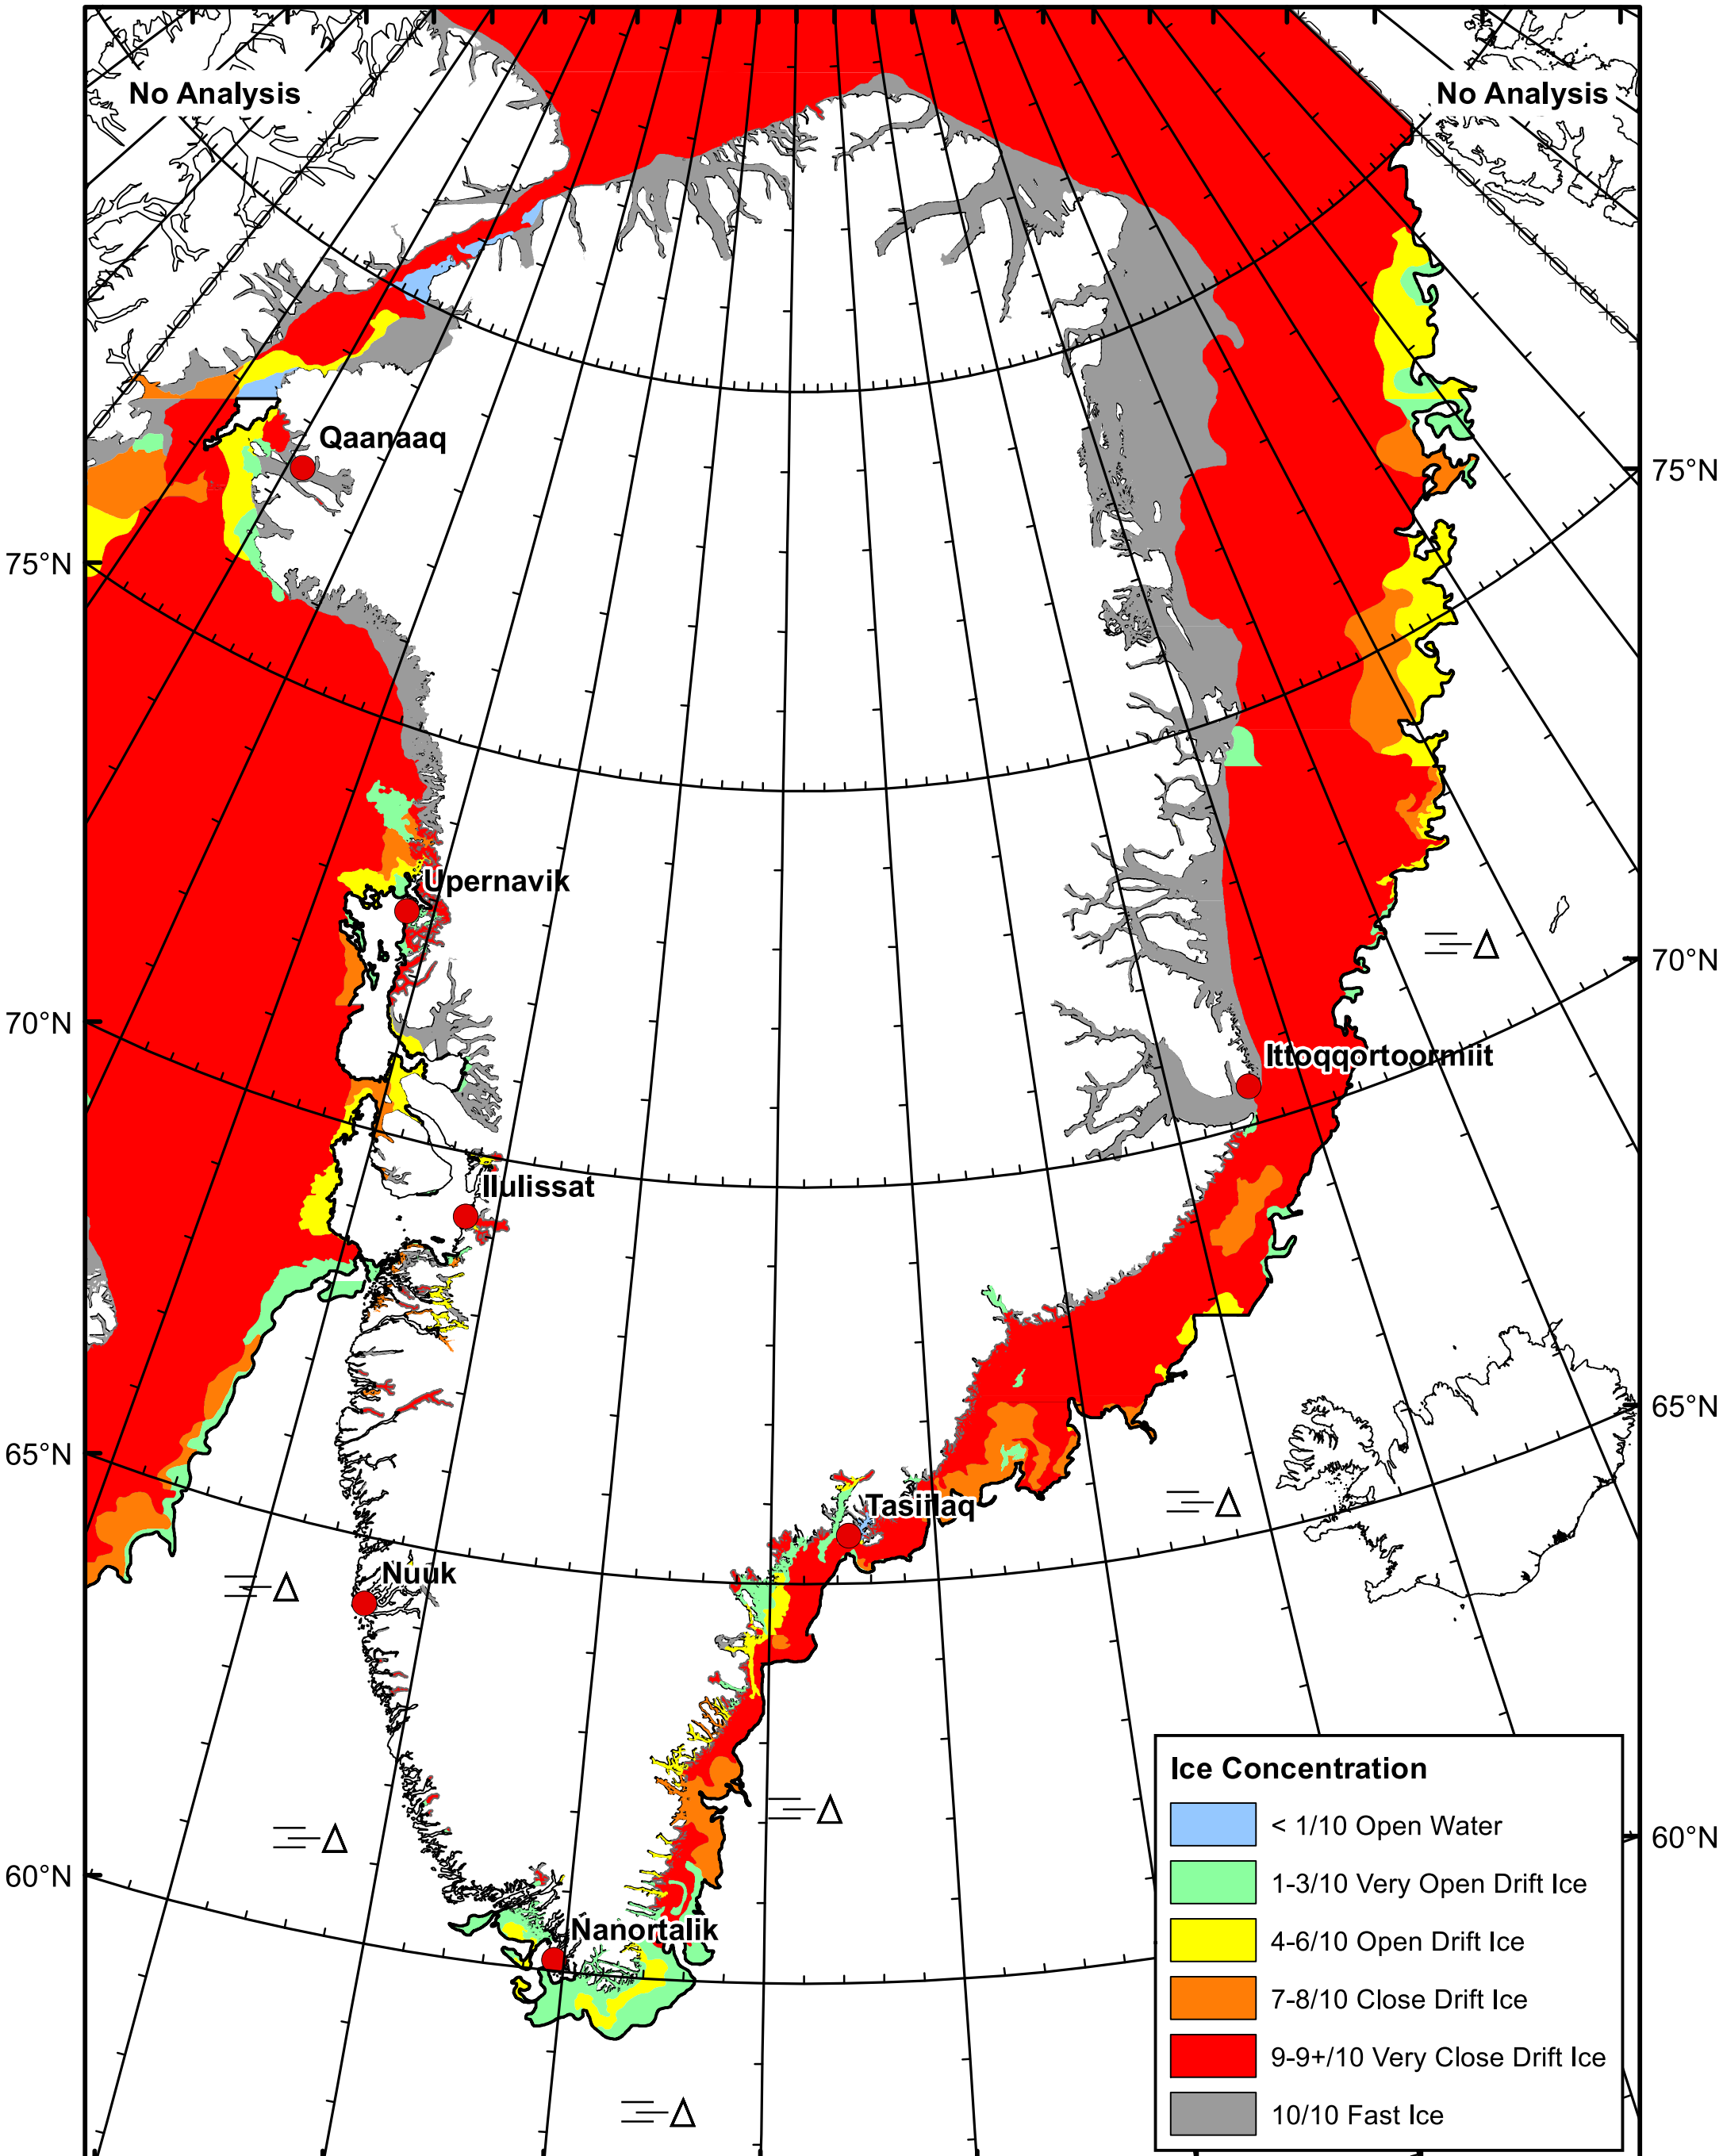 No Analysis
No Analysis
Qaanaaq
75°N
75°N
Upernavik
70°N
70°N
Ittoqqortoormiit
Ilulissat
65°N
65°N
Tasiilaq
Nuuk
60°N
60°N
Nanortalik
Ice Concentration
< 1/10 Open Water
1-3/10 Very Open Drift Ice
4-6/10 Open Drift Ice
7-8/10 Close Drift Ice
9-9+/10 Very Close Drift Ice
10/10 Fast Ice